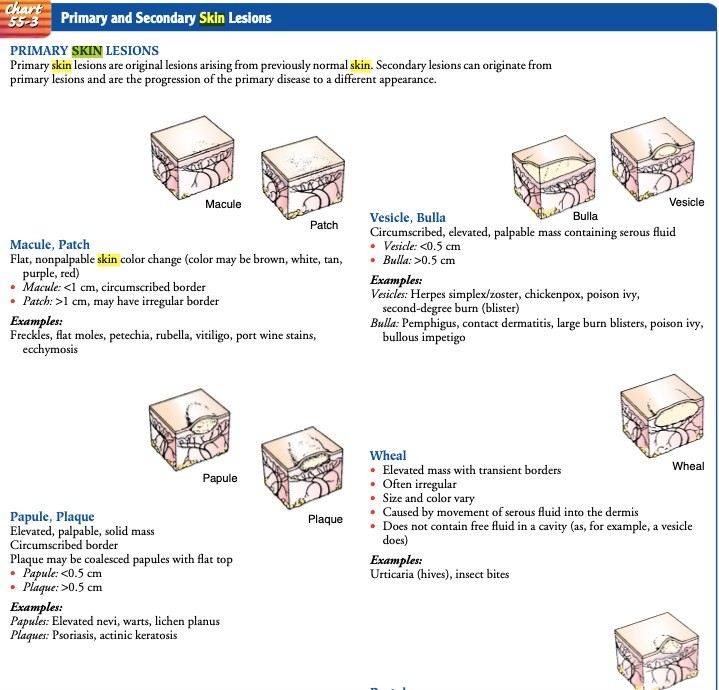 Chart
55-3
Primary and Secondary Skin Lesions
PRIMARY SKIN LESIONS
Primary skin lesions are original lesions arising from previously normal skin. Secondary lesions can originate from
primary lesions and are the progression of the primary disease to a different appearance.
Macule
Patch
Macule, Patch
Flat, nonpalpable skin color change (color may be brown, white, tan,
purple, red)
• Macule: <1 cm, circumscribed border
• Patch: >1 cm, may have irregular border
Examples:
Freckles, flat moles, petechia, rubella, vitiligo, port wine stains,
ecchymosis
Papule
Plaque
Papule, Plaque
Elevated, palpable, solid mass
Circumscribed border
Plaque may be coalesced papules with flat top
• Papule: <0.5 cm
• Plaque: >0.5 cm
Examples:
Papules: Elevated nevi, warts, lichen planus
Plaques: Psoriasis, actinic keratosis
Vesicle
Bulla
Vesicle, Bulla
Circumscribed, elevated, palpable mass containing serous fluid
• Vesicle: <0.5 cm
• Bulla: >0.5 cm
Examples:
Vesicles: Herpes simplex/zoster, chickenpox, poison ivy,
second-degree burn (blister)
Bulla: Pemphigus, contact dermatitis, large burn blisters, poison ivy,
bullous impetigo
Wheal
Wheal
• Elevated mass with transient borders
• Often irregular
• Size and color vary
• Caused by movement of serous fluid into the dermis
• Does not contain free fluid in a cavity (as, for example, a vesicle
does)
Examples:
Urticaria (hives), insect bites